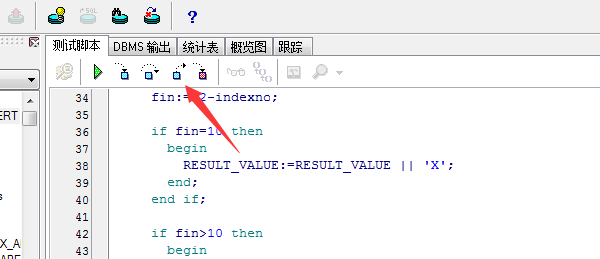 测试脚本 DBMS 输出 统计表 概览图 跟踪
34 fin:= 2-indexno;
35
ERT 36 if fin=10 then
37 begin
38 RESULT_VALUE:=RESULT_VALUE || 'X';
39 end;
s 40 end if;
41
X_AI 42 if fin>10 then
ABE 43 begin